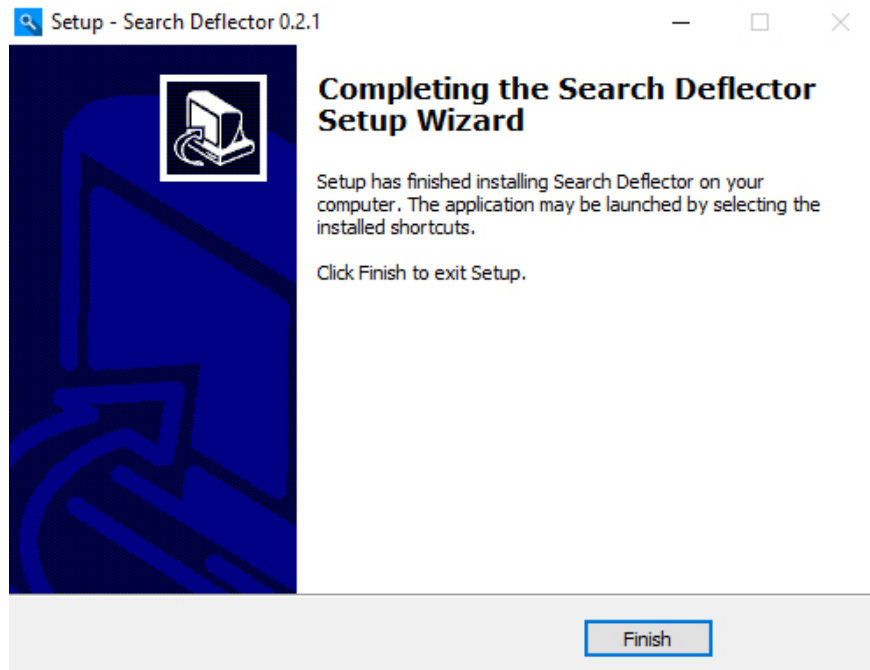 Setup - Search Deflector 0.2.1
Completing the Search Deflector
Setup Wizard
Setup has finished installing Search Deflector on your
computer. The application may be launched by selecting the
installed shortcuts.
Click Finish to exit Setup.
Finish